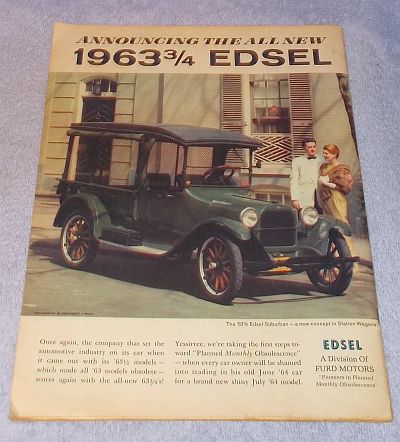 ANNOUNCING THE ALL NEW
1963¾ EDSEL
The '63¾ Edsel Suburban — a new concept in Station Wagons
Once again, the company that set the
automotive industry on its ear when
it came out with its '63½ models —
which made all '63 models obsolete —
scores again with the all-new 63¾'s!
Yessirree, we're taking the first steps to-
ward "Planned Monthly Obsolescence"
— when every car owner will be shamed
into trading in his old June '64 car
for a brand new shiny July '64 model.
EDSEL
A Division Of
FURD MOTORS
"Pioneers in Planned
Monthly Obsolescence"